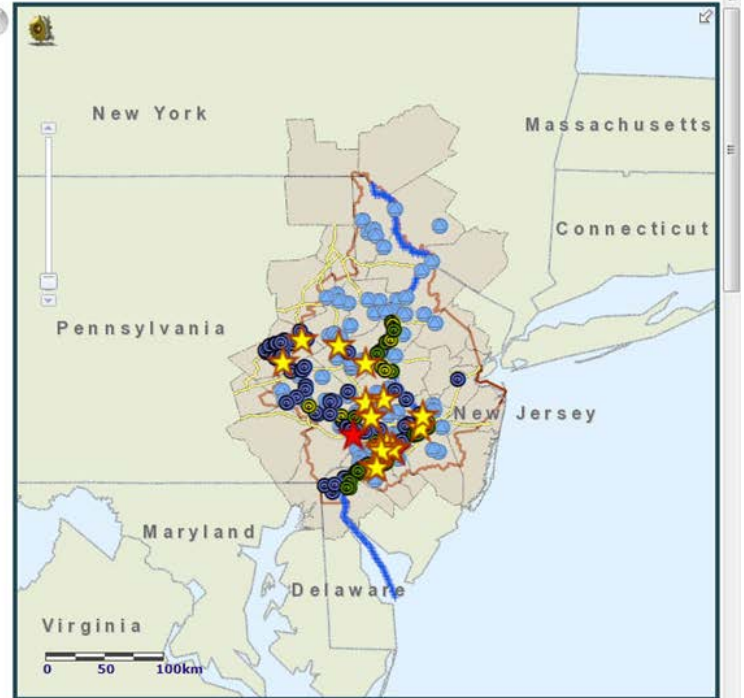 New York
Massachusetts
Connecticut
Pennsylvania
New Jersey
Maryland
Delaware
Virginia
0 50 100km